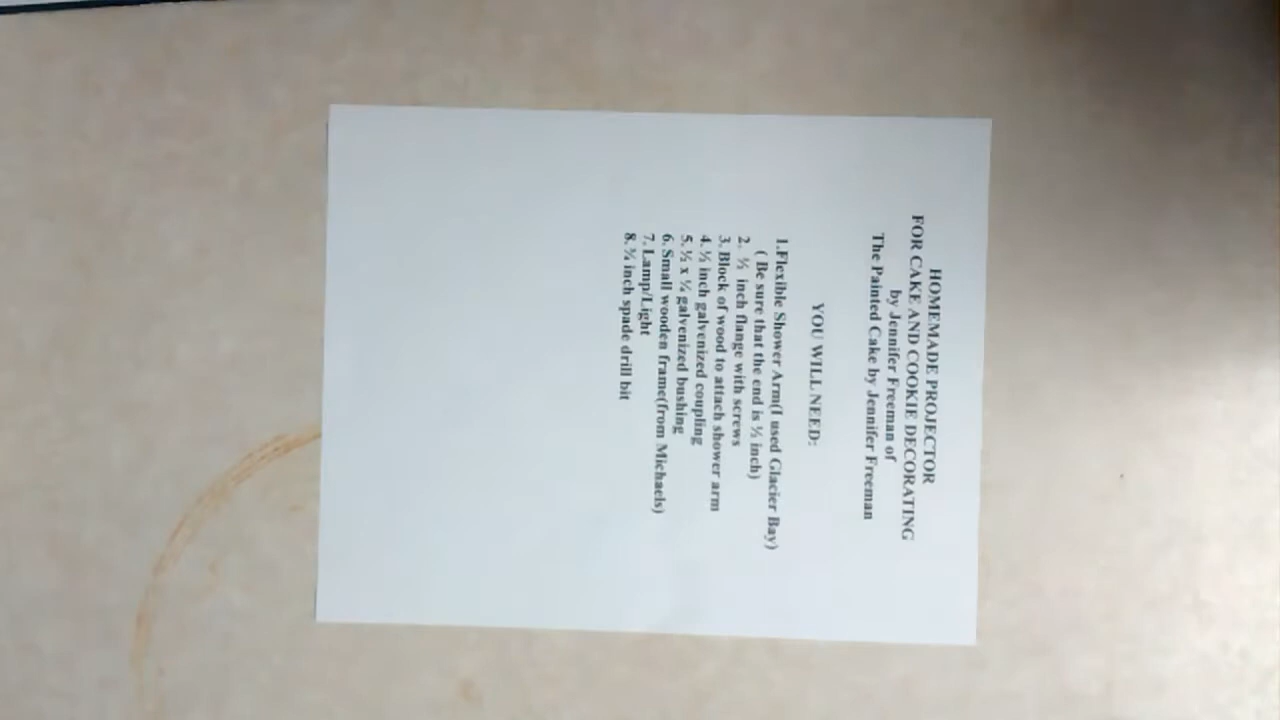 HOMEMADE PROJECTOR
FOR CAKE AND COOKIE DECORATING
by Jennifer Freeman of
The Painted Cake by Jennifer Freeman
YOU WILL NEED:
1.Flexible Shower Arm(I used Glacier Bay)
( Be sure that the end is ½ inch)
2. ½ inch flange with screws
3. Block of wood to attach shower arm
4. ½ inch galvenized coupling
5. ½ x ¼ galvenized bushing
6. Small wooden frame(from Michaels)
7. Lamp/Light
8. ¾ inch spade drill bit